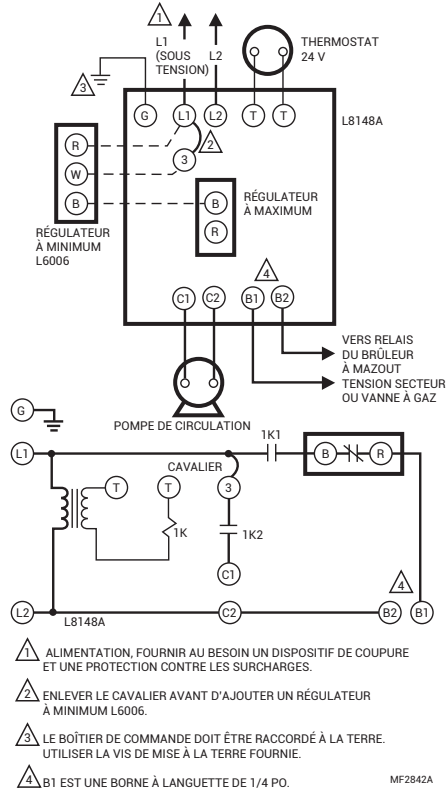 1
L1
(SOUS
TENSION)
L2
THERMOSTAT
24 V
3
G
L1
L2
T
T
L8148A
2
3
R
W
B
RÉGULATEUR
À MINIMUM
L6006
B
R
RÉGULATEUR
À MAXIMUM
4
C1
C2
B1
B2
VERS RELAIS
DU BRÛLEUR
À MAZOUT
TENSION SECTEUR
OU VANNE À GAZ
POMPE DE CIRCULATION
G
L1
1K1
B
R
CAVALIER
T
T
3
1K
1K2
C1
4
L2
L8148A
C2
B2
B1
1 ALIMENTATION, FOURNIR AU BESOIN UN DISPOSITIF DE COUPURE
ET UNE PROTECTION CONTRE LES SURCHARGES.
2 ENLEVER LE CAVALIER AVANT D'AJOUTER UN RÉGULATEUR
À MINIMUM L6006.
3 LE BOÎTIER DE COMMANDE DOIT ÊTRE RACCORDÉ À LA TERRE.
UTILISER LA VIS DE MISE À LA TERRE FOURNIE.
4 B1 EST UNE BORNE À LANGUETTE DE 1/4 PO.
MF2842A